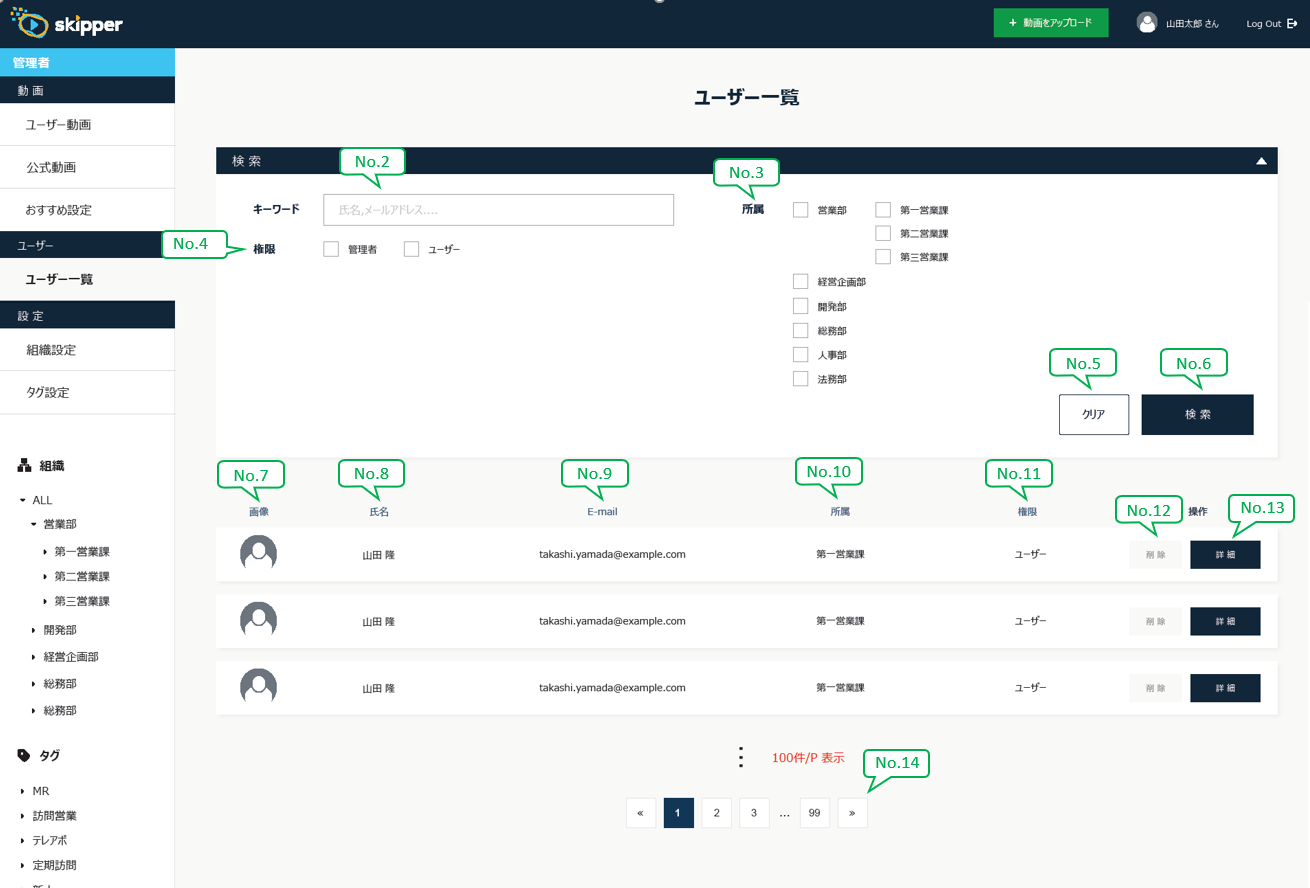 skipper
+ 動画をアップロード
山田太郎 さん
Log Out
管理者
動 画
ユーザー動画
公式動画
おすすめ設定
ユーザー
ユーザー一覧
設 定
組織設定
タグ設定
組織
ALL
営業部
第一営業課
第二営業課
第三営業課
開発部
経営企画部
総務部
総務部
タグ
MR
訪問営業
テレアポ
定期訪問
ユーザー一覧
検 索
No.2
No.3
キーワード
氏名,メールアドレス....
所属
営業部
第一営業課
第二営業課
第三営業課
No.4
権限
管理者
ユーザー
経営企画部
開発部
総務部
人事部
法務部
No.5
No.6
クリア
検 索
No.7
No.8
No.9
No.10
No.11
No.12
No.13
画像
氏名
E-mail
所属
権限
操作
山田 隆
takashi.yamada@example.com
第一営業課
ユーザー
削 除
詳 細
山田 隆
takashi.yamada@example.com
第一営業課
ユーザー
削 除
詳 細
山田 隆
takashi.yamada@example.com
第一営業課
ユーザー
削 除
詳 細
100件/P 表示
No.14
« 1 2 3 ... 99 »